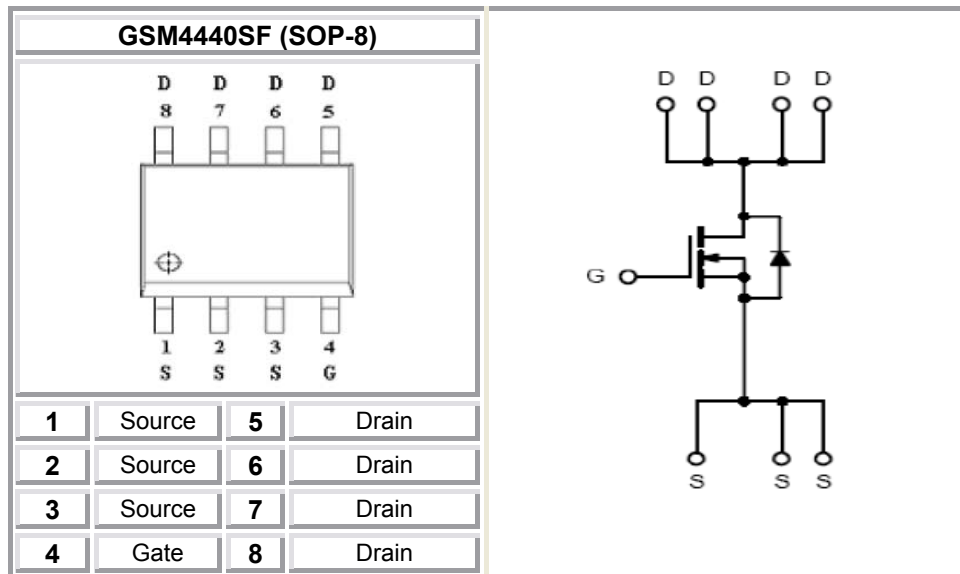 GSM4440SF (SOP-8)
D D D D
8 7 6 5
1 2 3 4
S S S G
1 Source 5 Drain
2 Source 6 Drain
3 Source 7 Drain
4 Gate 8 Drain
D D D D
G
S S S